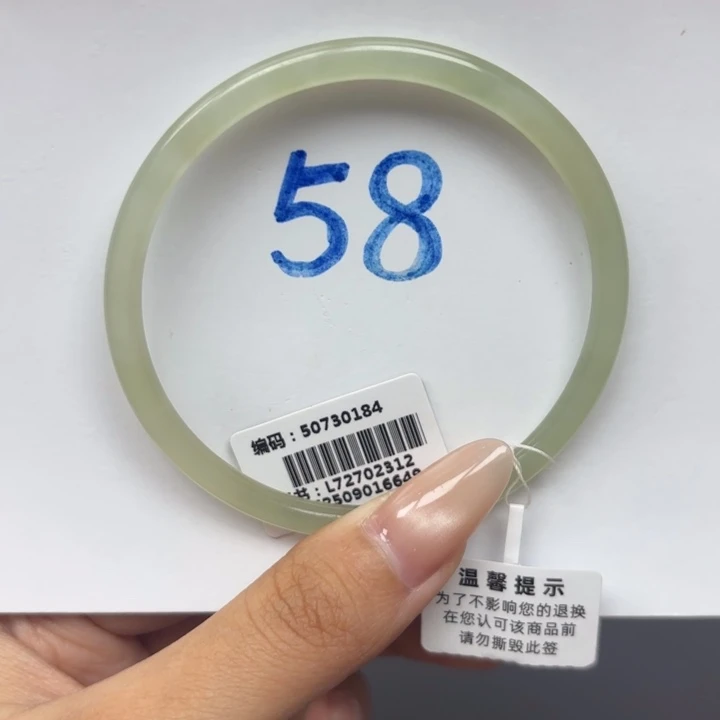 58
编码：50730184
书：L72702312
温馨提示
为了不影响您的退换
在您认可该商品前
请勿撕毁此签